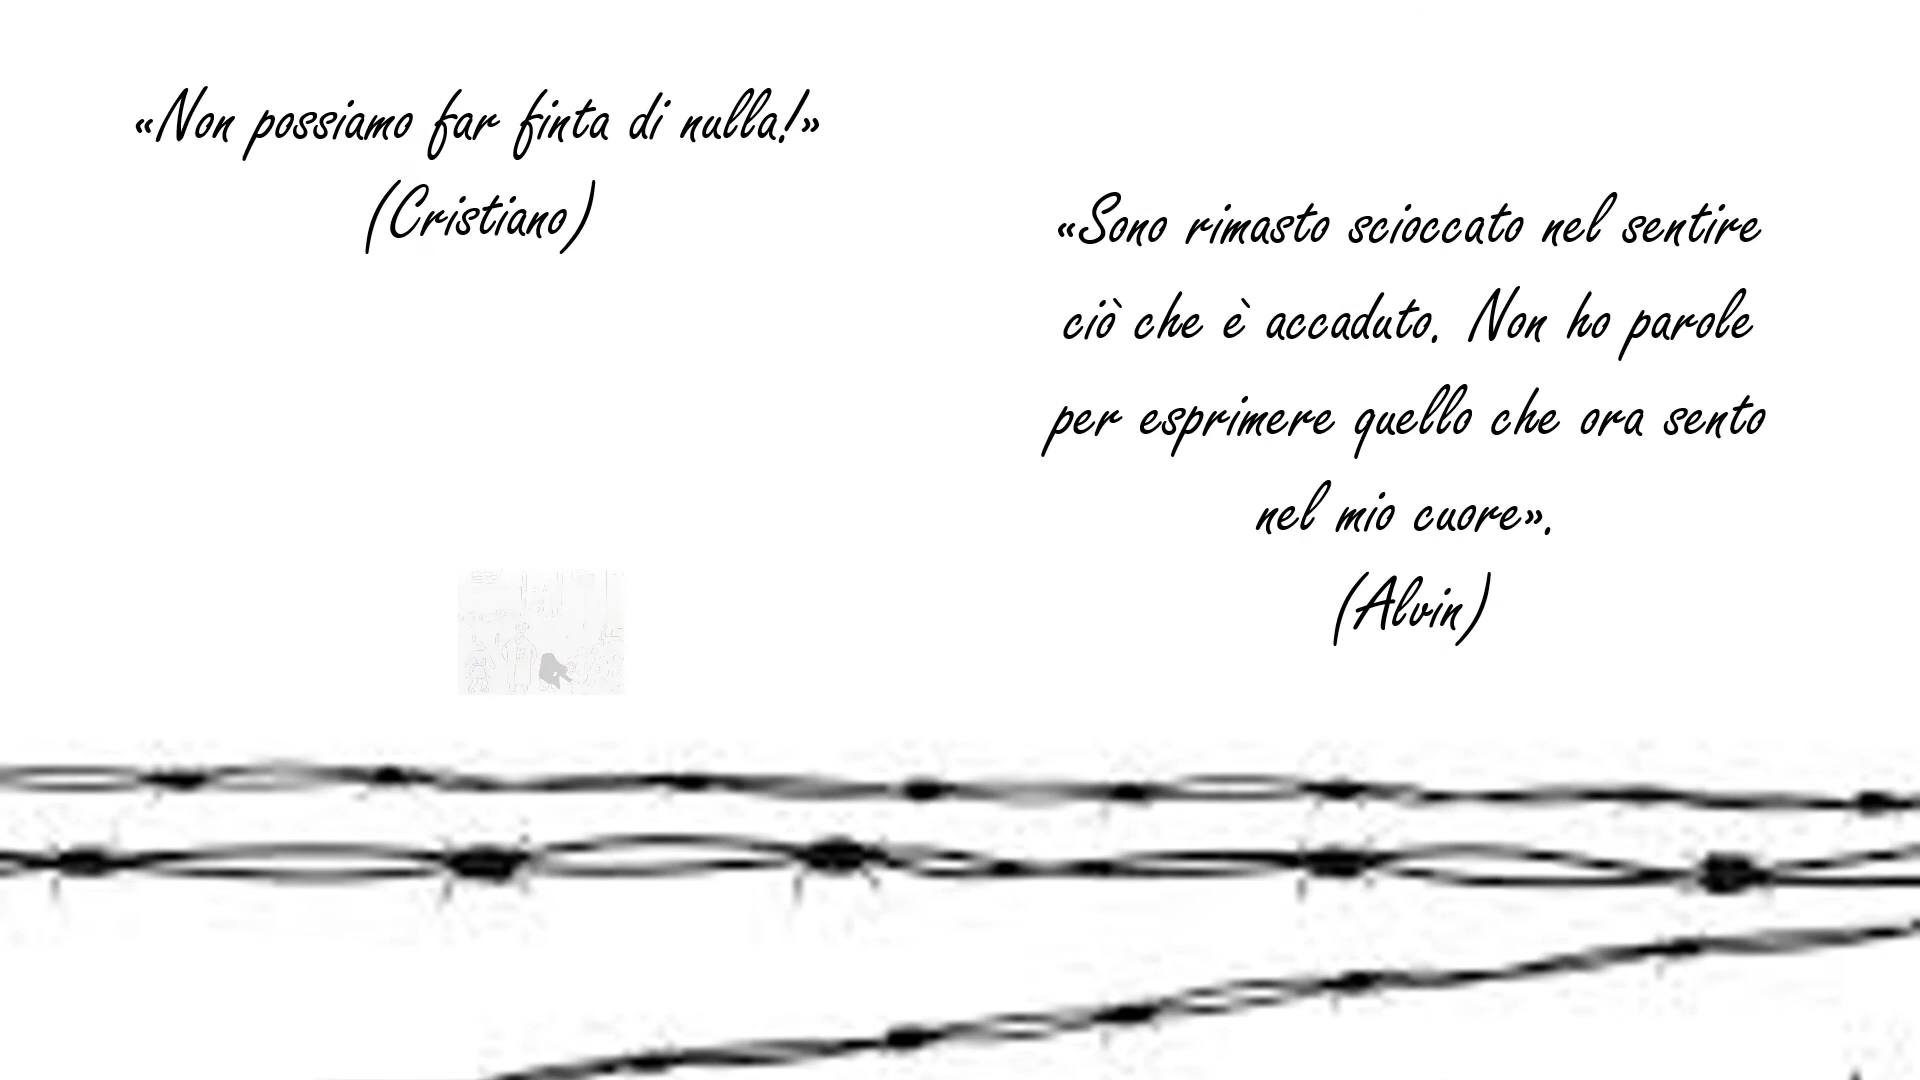 «Non possiamo far finta di nulla!»
(Cristiano)
«Sono rimasto scioccato nel sentire
ciò che è accaduto. Non ho parole
per esprimere quello che ora sento
nel mio cuore».
(Alvin)